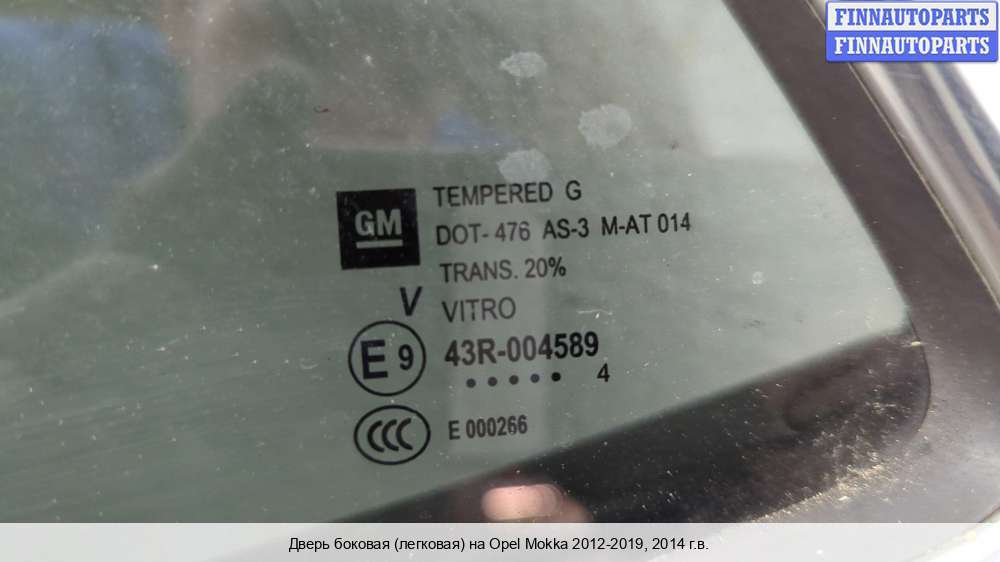 FINNAUTOPARTS
FINNAUTOPARTS
GM
TEMPERED G
DOT- 476 AS-3 M-AT 014
TRANS. 20%
V VITRO
E 9 43R-004589
..... 4
CCC E 000266
Дверь боковая (легковая) на Opel Mokka 2012-2019, 2014 г.в.